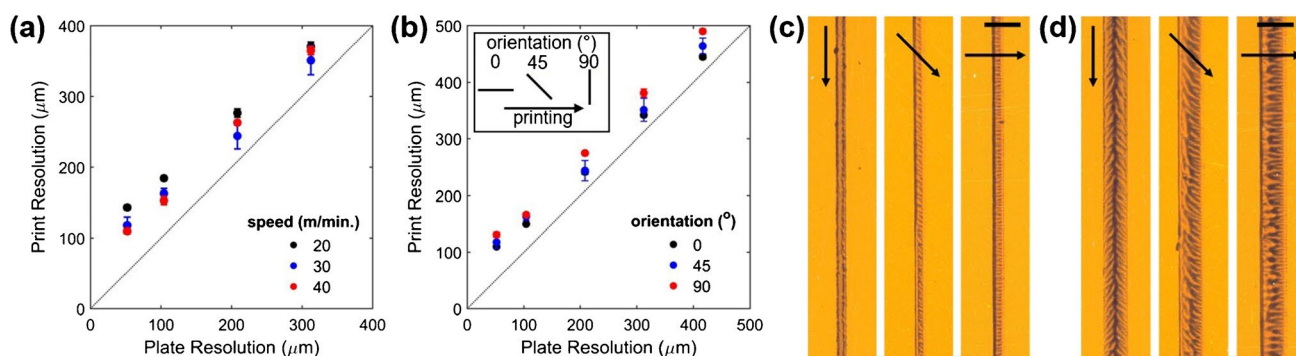 (a)
400
300
200
100
0
Print Resolution (μm)
0 100 200 300 400
Plate Resolution (μm)
speed (m/min.)
20
30
40
(b)
500
400
300
200
100
0
Print Resolution (μm)
0 100 200 300 400 500
Plate Resolution (μm)
orientation (°)
0 45 90
printing
orientation (°)
0
45
90
(c)
(d)